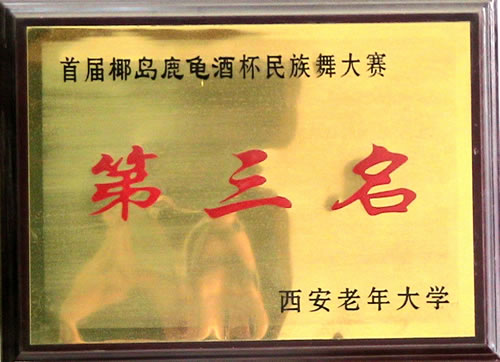 首届椰岛鹿龟酒杯民族舞大赛
第三名
西安老年大学